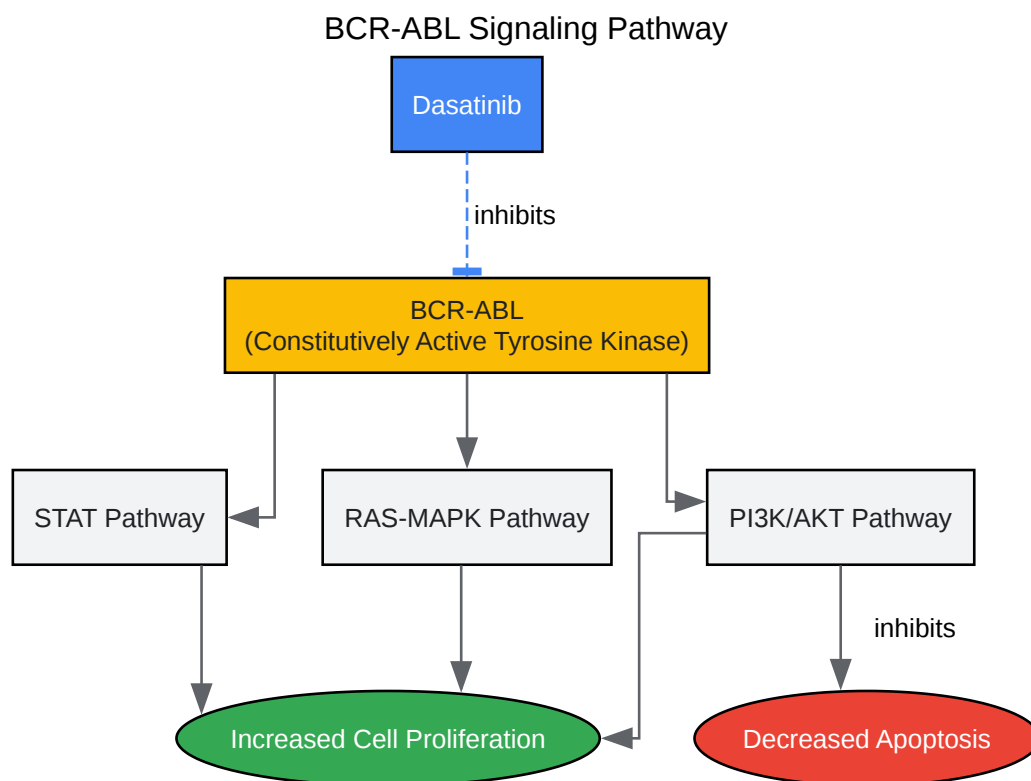 BCR-ABL Signaling Pathway
Dasatinib
inhibits
BCR-ABL
(Constitutively Active Tyrosine Kinase)
STAT Pathway
RAS-MAPK Pathway
PI3K/AKT Pathway
inhibits
Increased Cell Proliferation
Decreased Apoptosis